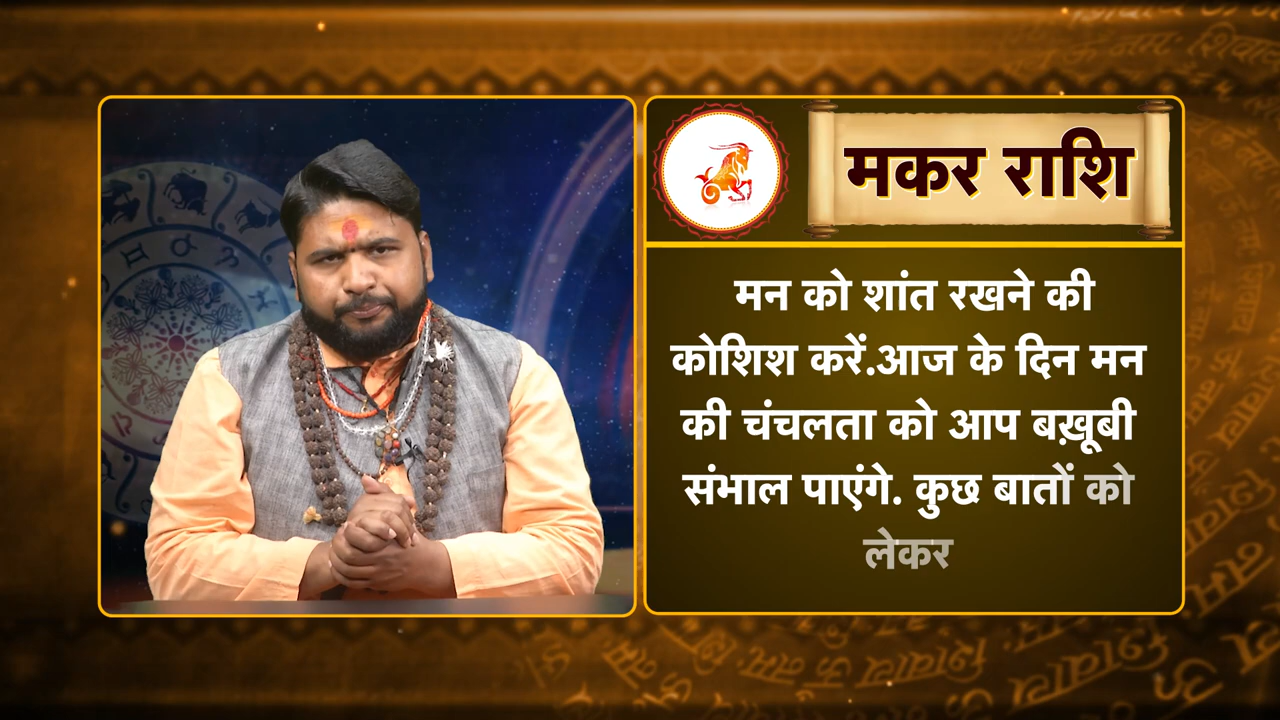 मकर राशि
मन को शांत रखने की
कोशिश करें.आज के दिन मन
की चंचलता को आप बख़ूबी
संभाल पाएंगे. कुछ बातों को
लेकर